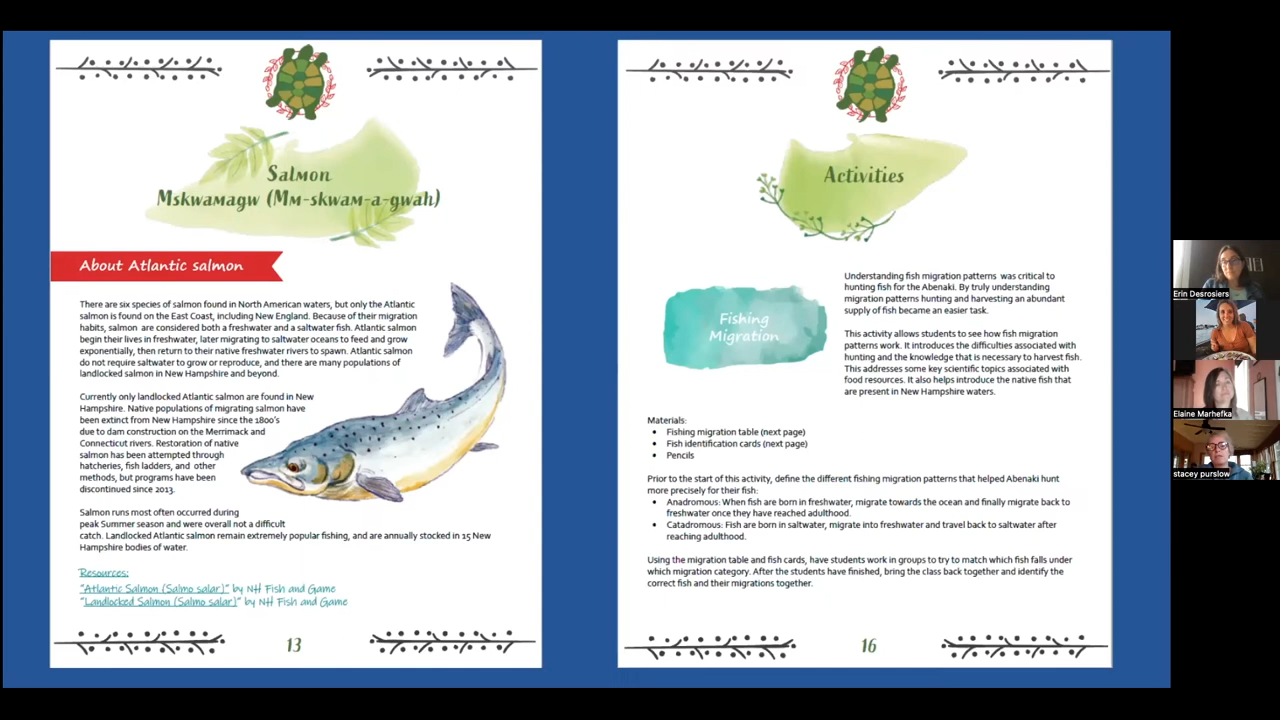 Salmon
Mskwamagw (Mm-skwam-a-gwah)
About Atlantic salmon
There are six species of salmon found in North American waters, but only the Atlantic
salmon is found on the East Coast, including New England. Because of their migration
habits, salmon are considered both a freshwater and a saltwater fish. Atlantic salmon
begin their lives in freshwater, later migrating to saltwater oceans to feed and grow
exponentially, then return to their native freshwater rivers to spawn. Atlantic salmon
do not require saltwater to grow or reproduce, and there are many populations of
landlocked salmon in New Hampshire and beyond.
Currently only landlocked Atlantic salmon are found in New
Hampshire. Native populations of migrating salmon have
been extinct from New Hampshire since the 1800's
due to dam construction on the Merrimack and
Connecticut rivers. Restoration of native
salmon has been attempted through
hatcheries, fish ladders, and other
methods, but programs have been
discontinued since 2013.
Salmon runs most often occurred during
peak Summer season and were overall not a difficult
catch. Landlocked Atlantic salmon remain extremely popular fishing, and are annually stocked in 15 New
Hampshire bodies of water.
Resources:
"Atlantic Salmon (Salmo salar)" by NH Fish and Game
"Landlocked Salmon (Salmo salar)" by NH Fish and Game
13
Activities
Fishing
Migration
Understanding fish migration patterns was critical to
hunting fish for the Abenaki. By truly understanding
migration patterns hunting and harvesting an abundant
supply of fish became an easier task.
This activity allows students to see how fish migration
patterns work. It introduces the difficulties associated with
hunting and the knowledge that is necessary to harvest fish.
This addresses some key scientific topics associated with
food resources. It also helps introduce the native fish that
are present in New Hampshire waters.
Materials:
• Fishing migration table (next page)
• Fish identification cards (next page)
• Pencils
Prior to the start of this activity, define the different fishing migration patterns that helped Abenaki hunt
more precisely for their fish:
• Anadromous: When fish are born in freshwater, migrate towards the ocean and finally migrate back to
freshwater once they have reached adulthood.
• Catadromous: Fish are born in saltwater, migrate into freshwater and travel back to saltwater after
reaching adulthood.
Using the migration table and fish cards, have students work in groups to try to match which fish falls under
which migration category. After the students have finished, bring the class back together and identify the
correct fish and their migrations together.
16
Erin Desrosiers
Elaine Marhefka
stacey purslow